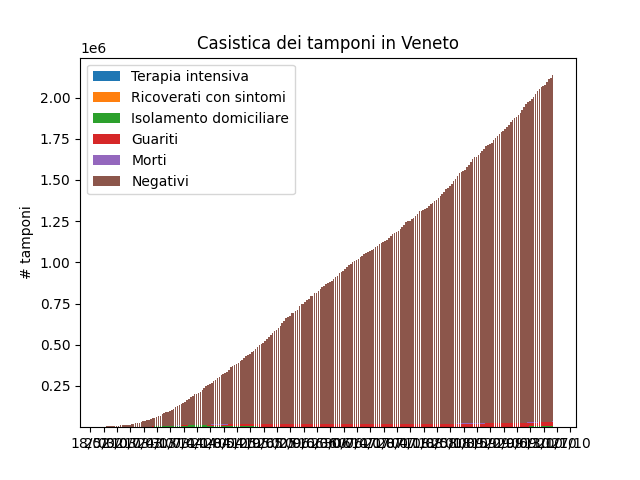 Casistica dei tamponi in Veneto
1e6
Terapia intensiva
Ricoverati con sintomi
Isolamento domiciliare
Guariti
Morti
Negativi
# tamponi
2.00
1.75
1.50
1.25
1.00
0.75
0.50
0.25